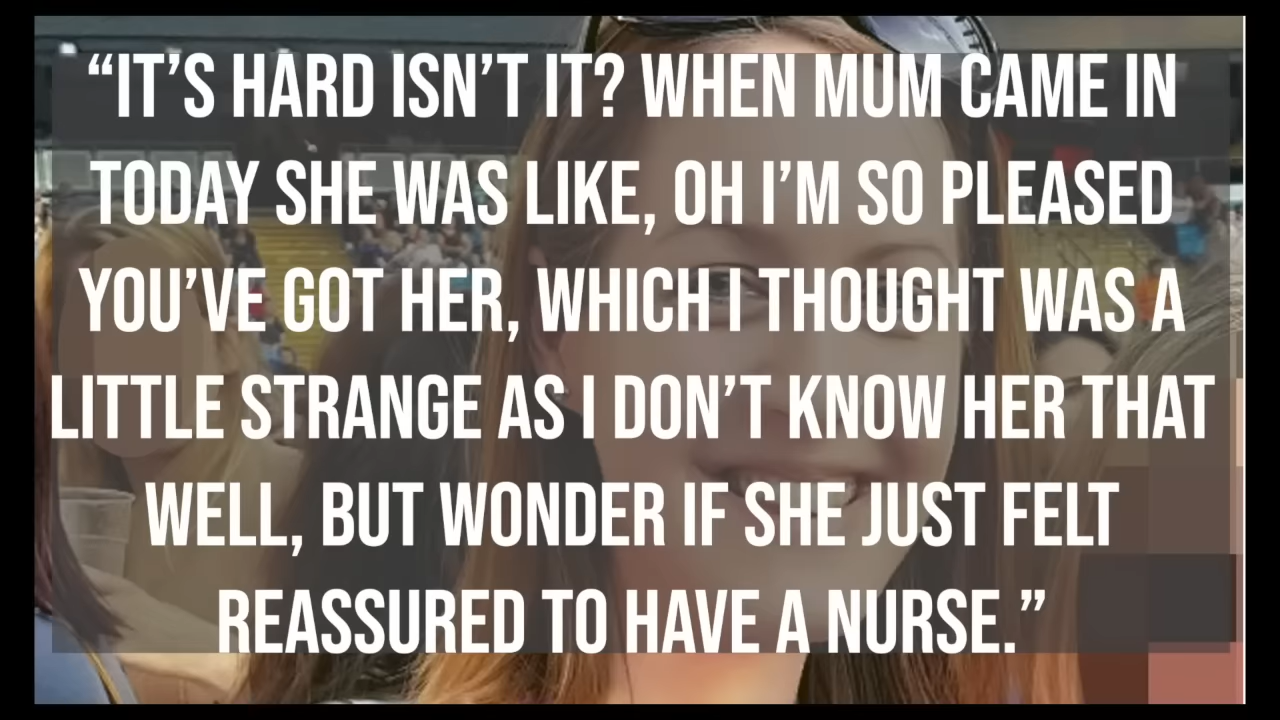 “IT’S HARD ISN’T IT? WHEN MUM CAME IN
TODAY SHE WAS LIKE, OH I’M SO PLEASED
YOU’VE GOT HER, WHICH I THOUGHT WAS A
LITTLE STRANGE AS I DON’T KNOW HER THAT
WELL, BUT WONDER IF SHE JUST FELT
REASSURED TO HAVE A NURSE.”